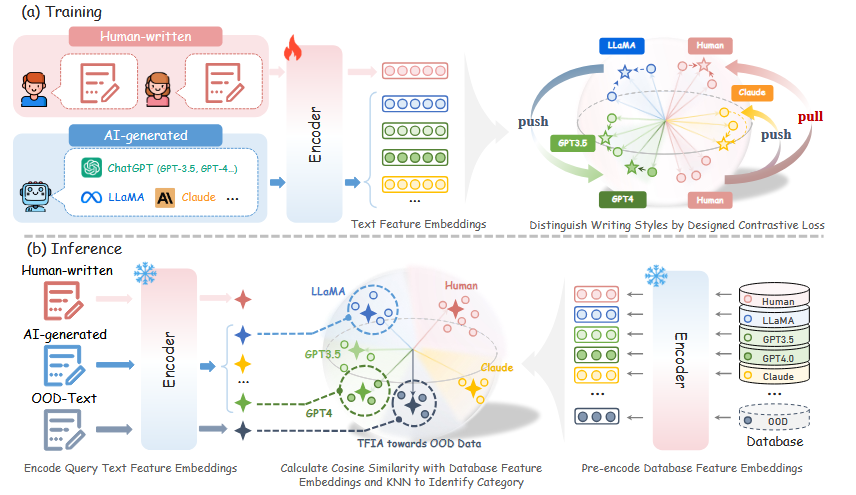 (a) Training
Human-written
AI-generated
ChatGPT (GPT-3.5, GPT-4...)
LLaMA
Claude
...
Encoder
...
Text Feature Embeddings
LLaMA
Human
Claude
push
pull
push
GPT3.5
GPT4
Human
Distinguish Writing Styles by Designed Contrastive Loss
(b) Inference
Human-written
AI-generated
OOD-Text
Encoder
...
Encode Query Text Feature Embeddings
LLaMA
Human
GPT3.5
Claude
GPT4
TFIA towards OOD Data
Calculate Cosine Similarity with Database Feature
Embeddings and KNN to Identify Category
...
Encoder
Human
LLaMA
GPT3.5
GPT4.0
Claude
...
OOD
Database
Pre-encode Database Feature Embeddings